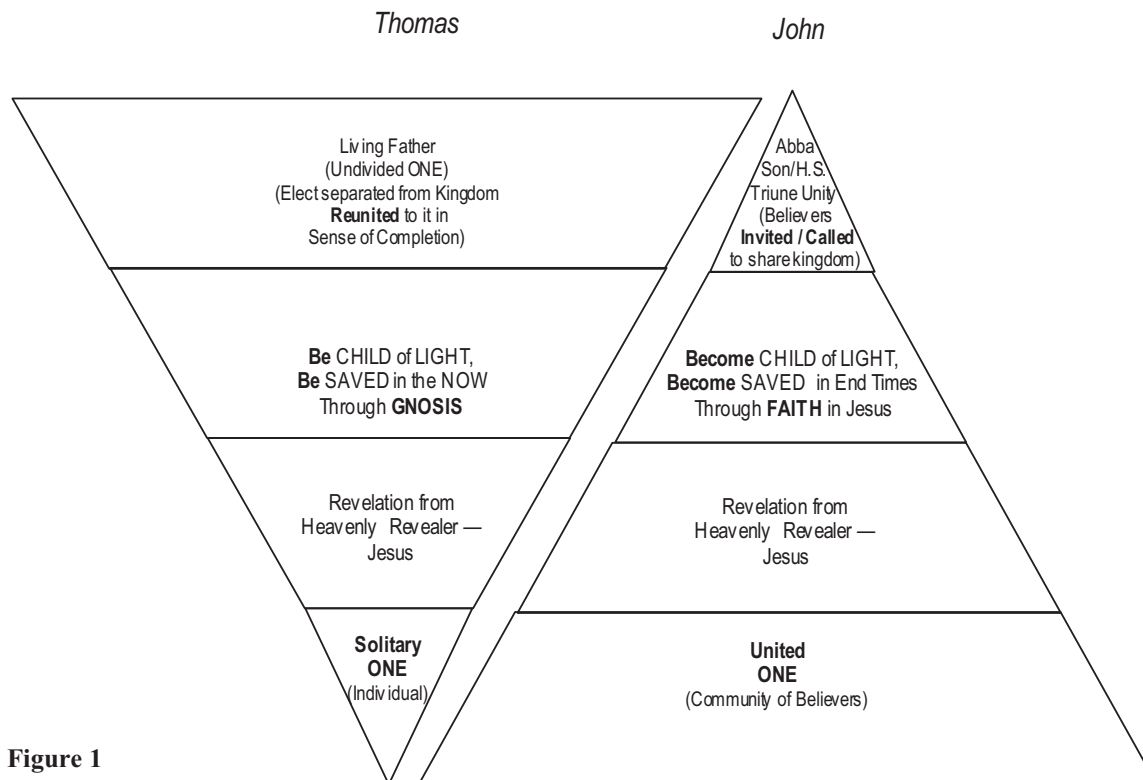 Thomas
John
Living Father
(Undivided ONE)
(Elect separated from Kingdom
Reunited to it in
Sense of Completion)
Abba
Son/H.S.
Triune Unity
(Believers
Invited / Called
to share kingdom)
Be CHILD of LIGHT,
Be SAVED in the NOW
Through GNOSIS
Become CHILD of LIGHT,
Become SAVED in End Times
Through FAITH in Jesus
Revelation from
Heavenly Revealer —
Jesus
Revelation from
Heavenly Revealer —
Jesus
Solitary
ONE
(Individual)
United
ONE
(Community of Believers)
Figure 1